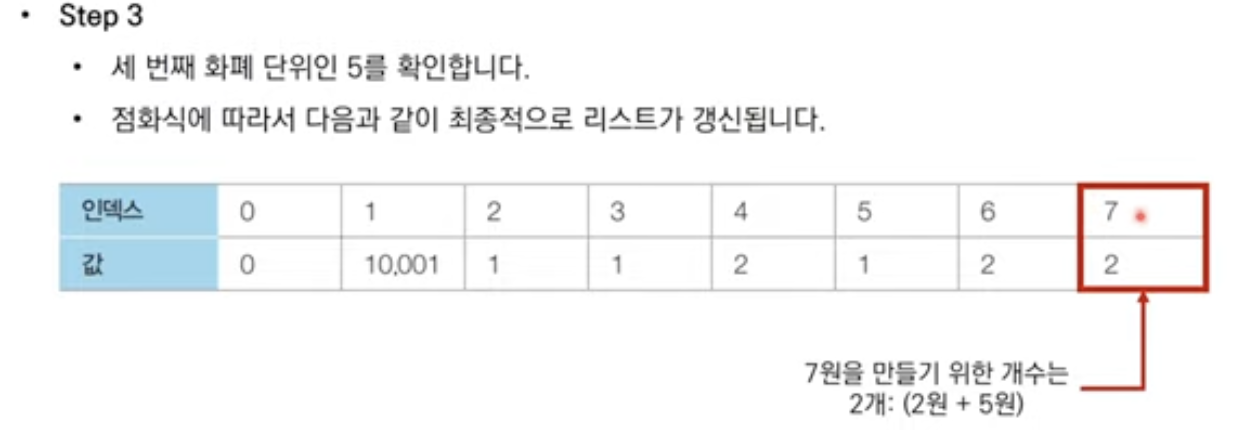 • Step 3
• 세 번째 화폐 단위인 5를 확인합니다.
• 점화식에 따라서 다음과 같이 최종적으로 리스트가 갱신됩니다.
인덱스 0 1 2 3 4 5 6 7
값 0 10,001 1 1 2 1 2 2
7원을 만들기 위한 개수는
2개: (2원 + 5원)